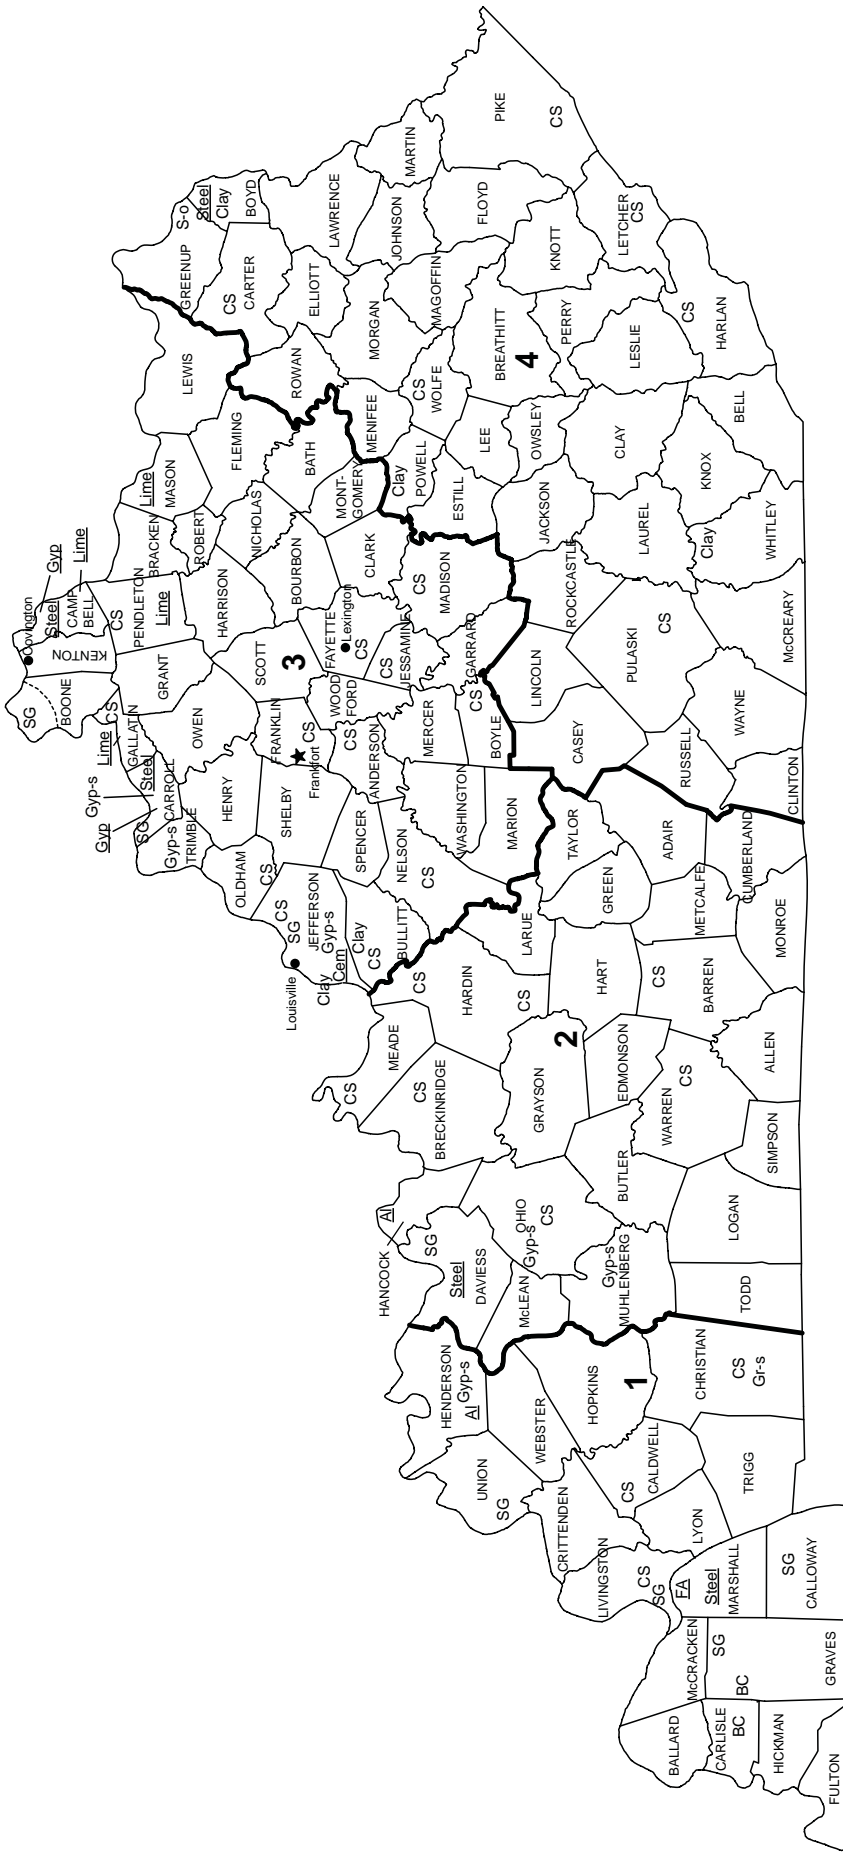 Covington
Gyp
Steel
CAMP
BELL
Lime
KENTON
SG
BOONE
CS
PENDLETON
Lime
BRACKEN
Lime
MASON
ROBERT
LEWIS
GREENUP
S-o
Steel
Clay
BOYD
CS
CARTER
Lime
CS
GALLATIN
GRANT
Gyp
Gyp-s
Steel
CARROLL
SG
Gyp-s
TRIMBLE
OWEN
HARRISON
NICHOLAS
FLEMING
ROWAN
ELLIOTT
LAWRENCE
HENRY
OLDHAM
CS
SHELBY
FRANKLIN
CS
Frankfort
SCOTT
3
BOURBON
BATH
MONT-
GOMERY
MENIFEE
MORGAN
JOHNSON
MARTIN
Louisville
CS
SG
JEFFERSON
Gyp-s
Clay
Cem
Clay
CS
BULLITT
SPENCER
CS
ANDERSON
WOOD
FORD
FAYETTE
Lexington
CS
CLARK
Clay
POWELL
CS
WOLFE
MAGOFFIN
FLOYD
PIKE
CS
NELSON
CS
WASHINGTON
MERCER
CS
JESSAMINE
CS
MADISON
ESTILL
LEE
BREATHITT
4
KNOTT
MARION
CS
BOYLE
GARRARD
LINCOLN
ROCKCASTLE
JACKSON
OWSLEY
PERRY
LETCHER
CS
CS
MEADE
CS
HARDIN
CS
LARUE
TAYLOR
CASEY
PULASKI
CS
LAUREL
CLAY
LESLIE
CS
HARLAN
CS
BRECKINRIDGE
GRAYSON
2
HART
GREEN
ADAIR
RUSSELL
WAYNE
McCREARY
Clay
WHITLEY
KNOX
BELL
HANCOCK
Al
SG
Steel
DAVIESS
OHIO
Gyp-s
CS
BUTLER
EDMONSON
WARREN
CS
CS
BARREN
METCALFE
CUMBERLAND
CLINTON
MONROE
ALLEN
SIMPSON
LOGAN
TODD
McLEAN
Gyp-s
MUHLENBERG
HENDERSON
Al
Gyp-s
UNION
SG
WEBSTER
HOPKINS
1
CHRISTIAN
CS
Gr-s
CRITTENDEN
CS
CALDWELL
LYON
TRIGG
LIVINGSTON
CS
SG
FA
Steel
MARSHALL
SG
CALLOWAY
McCRACKEN
SG
BC
GRAVES
BALLARD
CARLISLE
BC
HICKMAN
FULTON